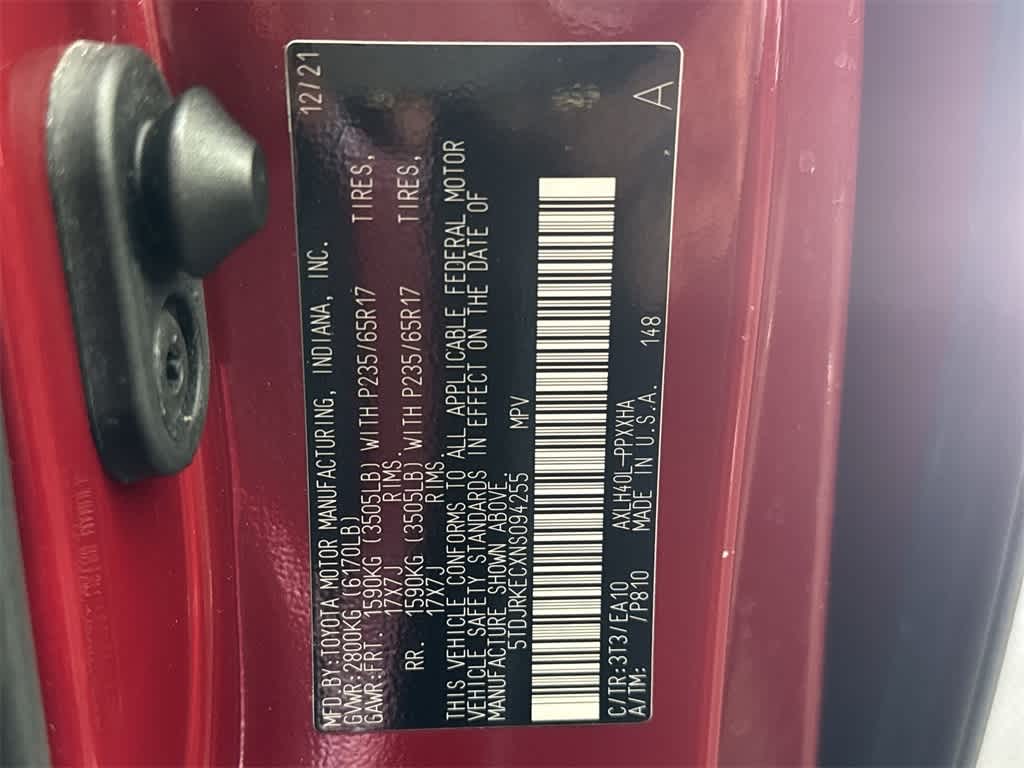 MFD.BY:TOYOTA MOTOR MANUFACTURING, INDIANA, INC. 12/21
GVWR:2800KG(6170LB)
GAWR:FRT. 1590KG (3505LB) WITH P235/65R17 TIRES,
17X7J RIMS.
RR. 1590KG (3505LB) WITH P235/65R17 TIRES,
17X7J RIMS.
THIS VEHICLE CONFORMS TO ALL APPLICABLE FEDERAL MOTOR
VEHICLE SAFETY STANDARDS IN EFFECT ON THE DATE OF
MANUFACTURE SHOWN ABOVE.
5TDJRKECXNS094255 MPV
C/TR:3T3/EA10 AXLH40L-PPXXHA
A/TM: /P810 MADE IN U.S.A. 148 A